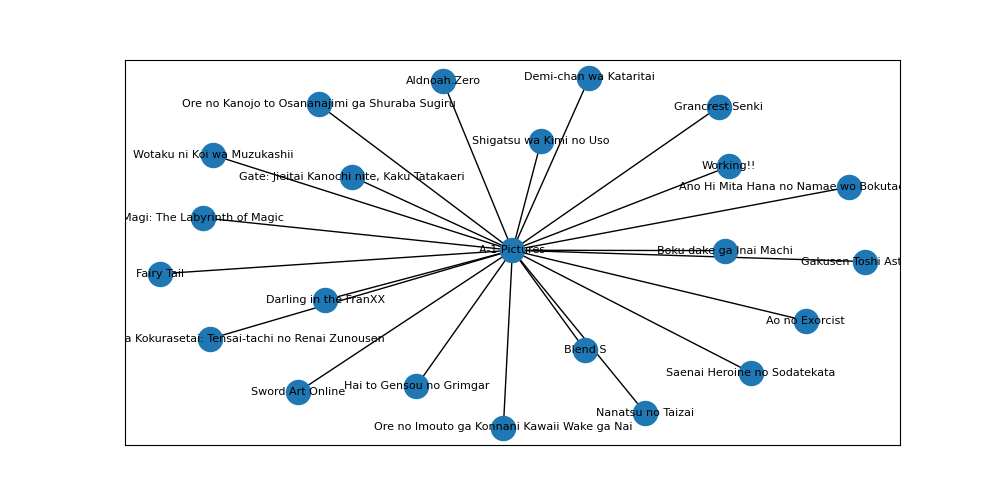 Demi-chan wa Kataritai
Aldnoah.Zero
Ore no Kanojo to Osananajimi ga Shuraba Sugiru
Grancrest Senki
Shigatsu wa Kimi no Uso
Wotaku ni Koi wa Muzukashii
Working!!
Gate: Jieitai Kanochi nite, Kaku Tatakaeri
Ano Hi Mita Hana no Namae wo Bokutac
Magi: The Labyrinth of Magic
A-1 Pictures
Boku dake ga Inai Machi
Gakusen Toshi Ast
Fairy Tail
Darling in the FranXX
Ao no Exorcist
a Kokurasetai: Tensai-tachi no Renai Zunousen
Blend S
Saenai Heroine no Sodatekata
Hai to Gensou no Grimgar
Sword Art Online
Nanatsu no Taizai
Ore no Imouto ga Konnani Kawaii Wake ga Nai